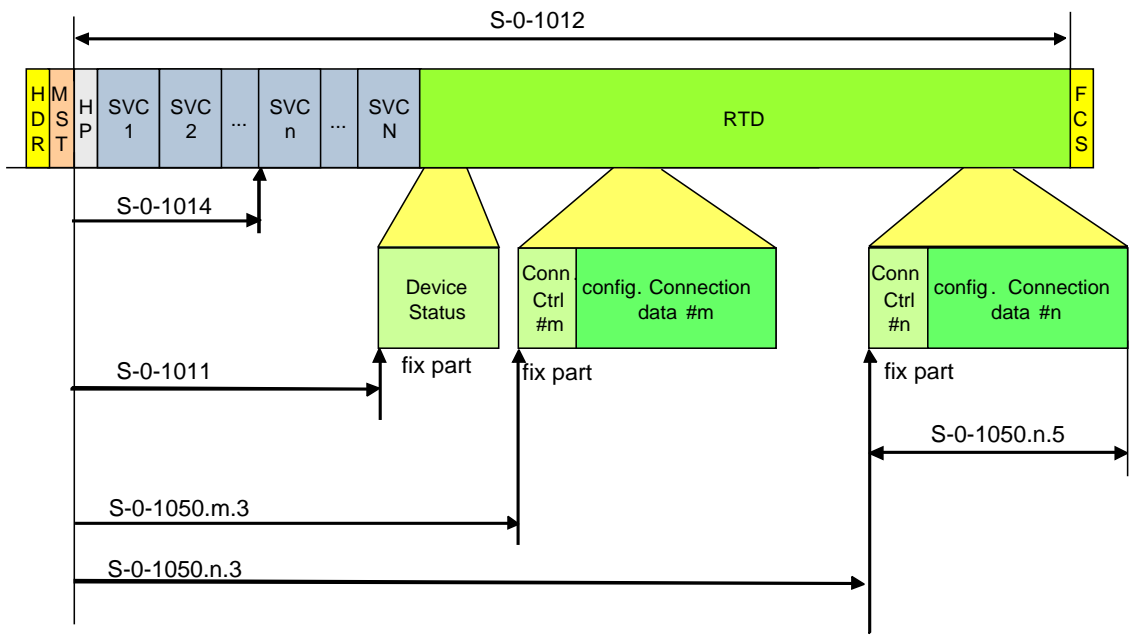 S-0-1012
H
D
R
M
S
T
H
P
SVC
1
SVC
2
...
SVC
n
...
SVC
N
RTD
F
C
S
S-0-1014
Device
Status
Conn.
Ctrl
#m
config. Connection
data #m
Conn
Ctrl
#n
config. Connection
data #n
fix part
fix part
fix part
S-0-1011
S-0-1050.n.5
S-0-1050.m.3
S-0-1050.n.3